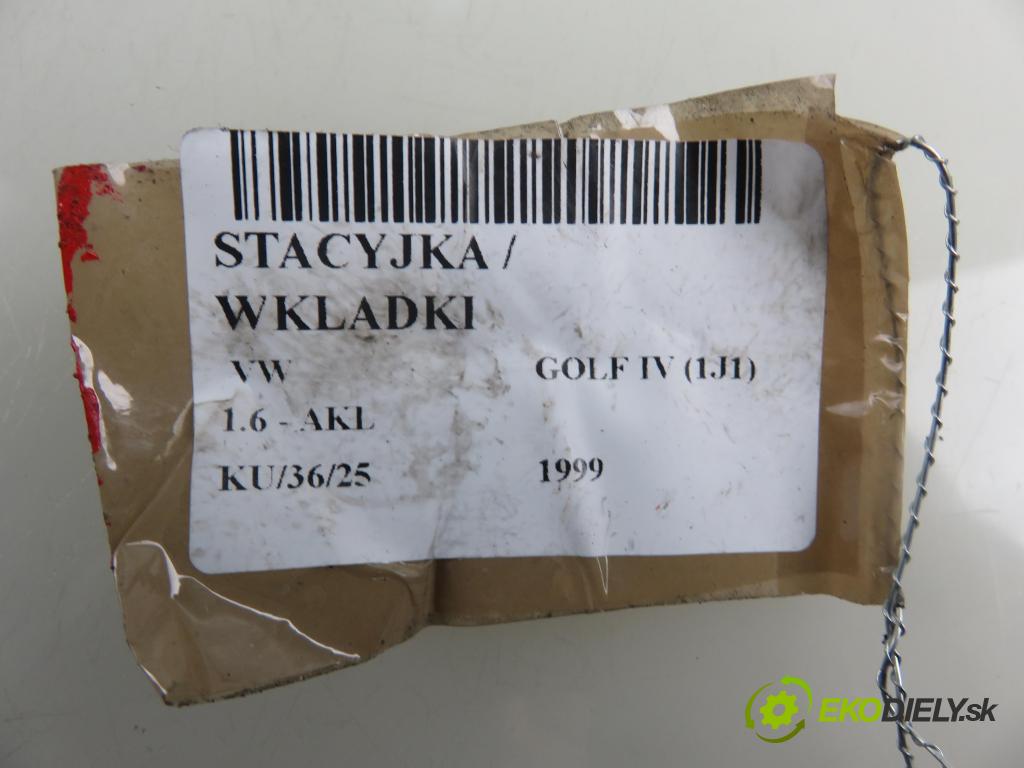 STACYJKA /
WKLADKI
VW GOLF IV (1J1)
1.6 - AKL
KU/36/25 1999
EKODIELY.sk